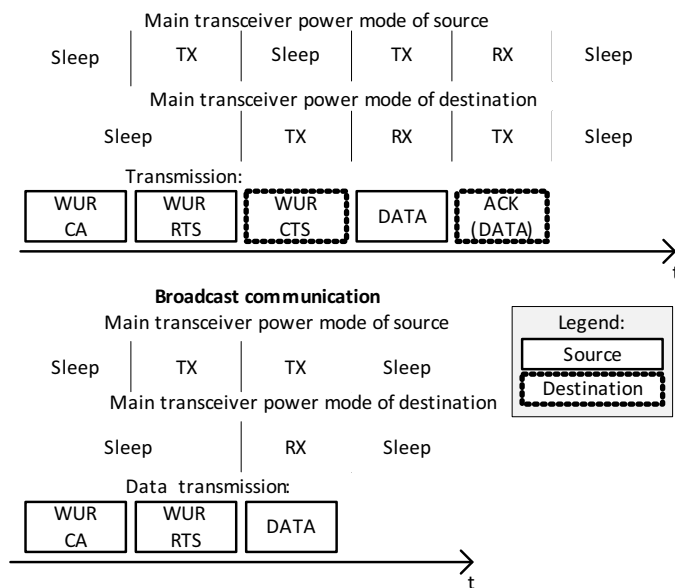 Main transceiver power mode of source
Sleep TX Sleep TX RX Sleep
Main transceiver power mode of destination
Sleep TX RX TX Sleep
Transmission:
WUR CA WUR RTS WUR CTS DATA ACK (DATA)
t
Broadcast communication
Main transceiver power mode of source
Sleep TX TX Sleep
Main transceiver power mode of destination
Sleep RX Sleep
Data transmission:
WUR CA WUR RTS DATA
t
Legend:
Source
Destination